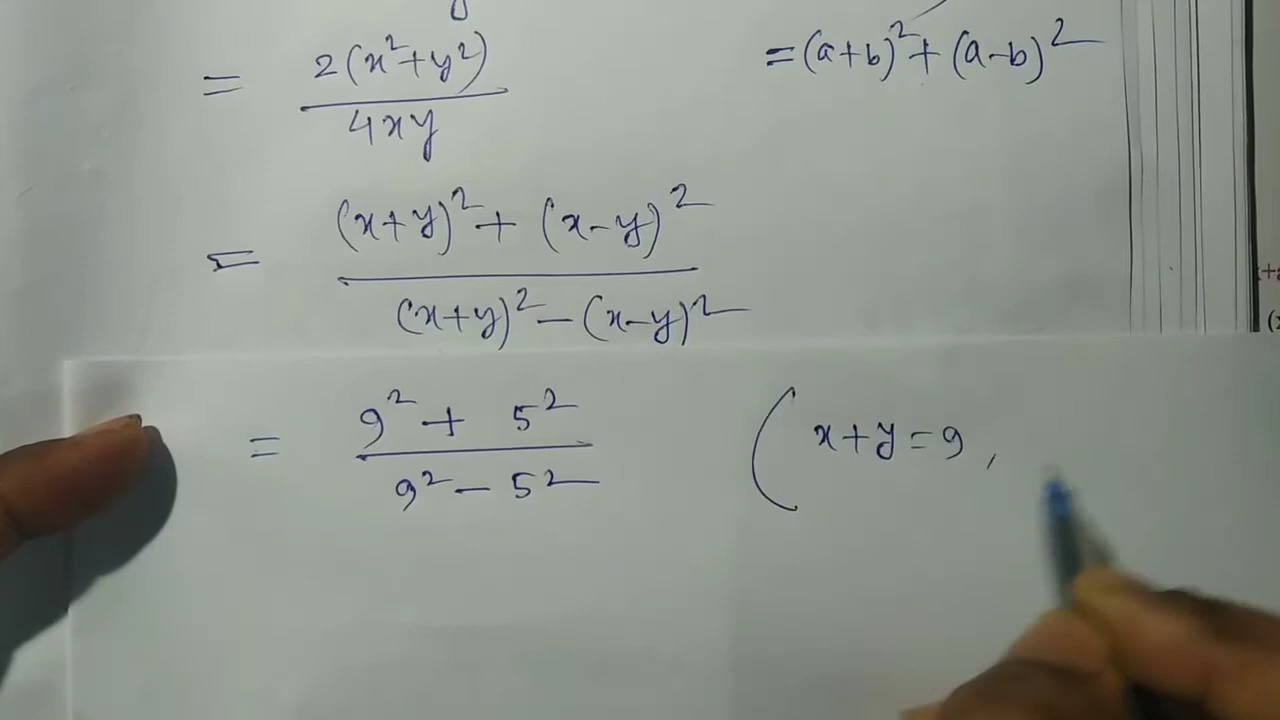 = 2(x²+y²) / 4xy
= (a+b)² + (a-b)²
= (x+y)² + (x-y)² / (x+y)² - (x-y)²
= 9² + 5² / 9² - 5²
( x+y=9,